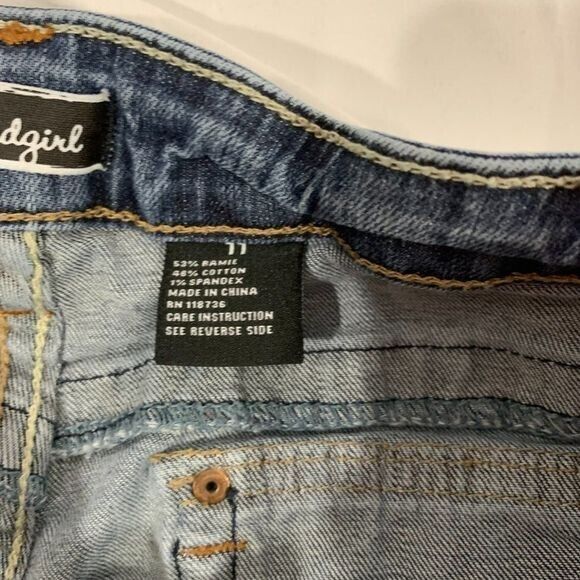 dgirl
11
53% RAMIE
46% COTTON
1% SPANDEX
MADE IN CHINA
RN 118736
CARE INSTRUCTION
SEE REVERSE SIDE